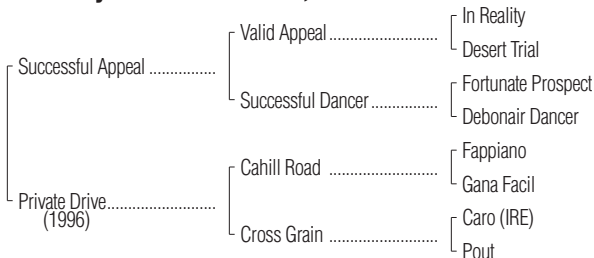 In Reality
Valid Appeal.......................
Desert Trial
Successful Appeal ................
Fortunate Prospect
Successful Dancer................
Debonair Dancer
Fappiano
Cahill Road .......................
Gana Facil
Private Drive.......................
(1996)
Caro (IRE)
Cross Grain .......................
Pout